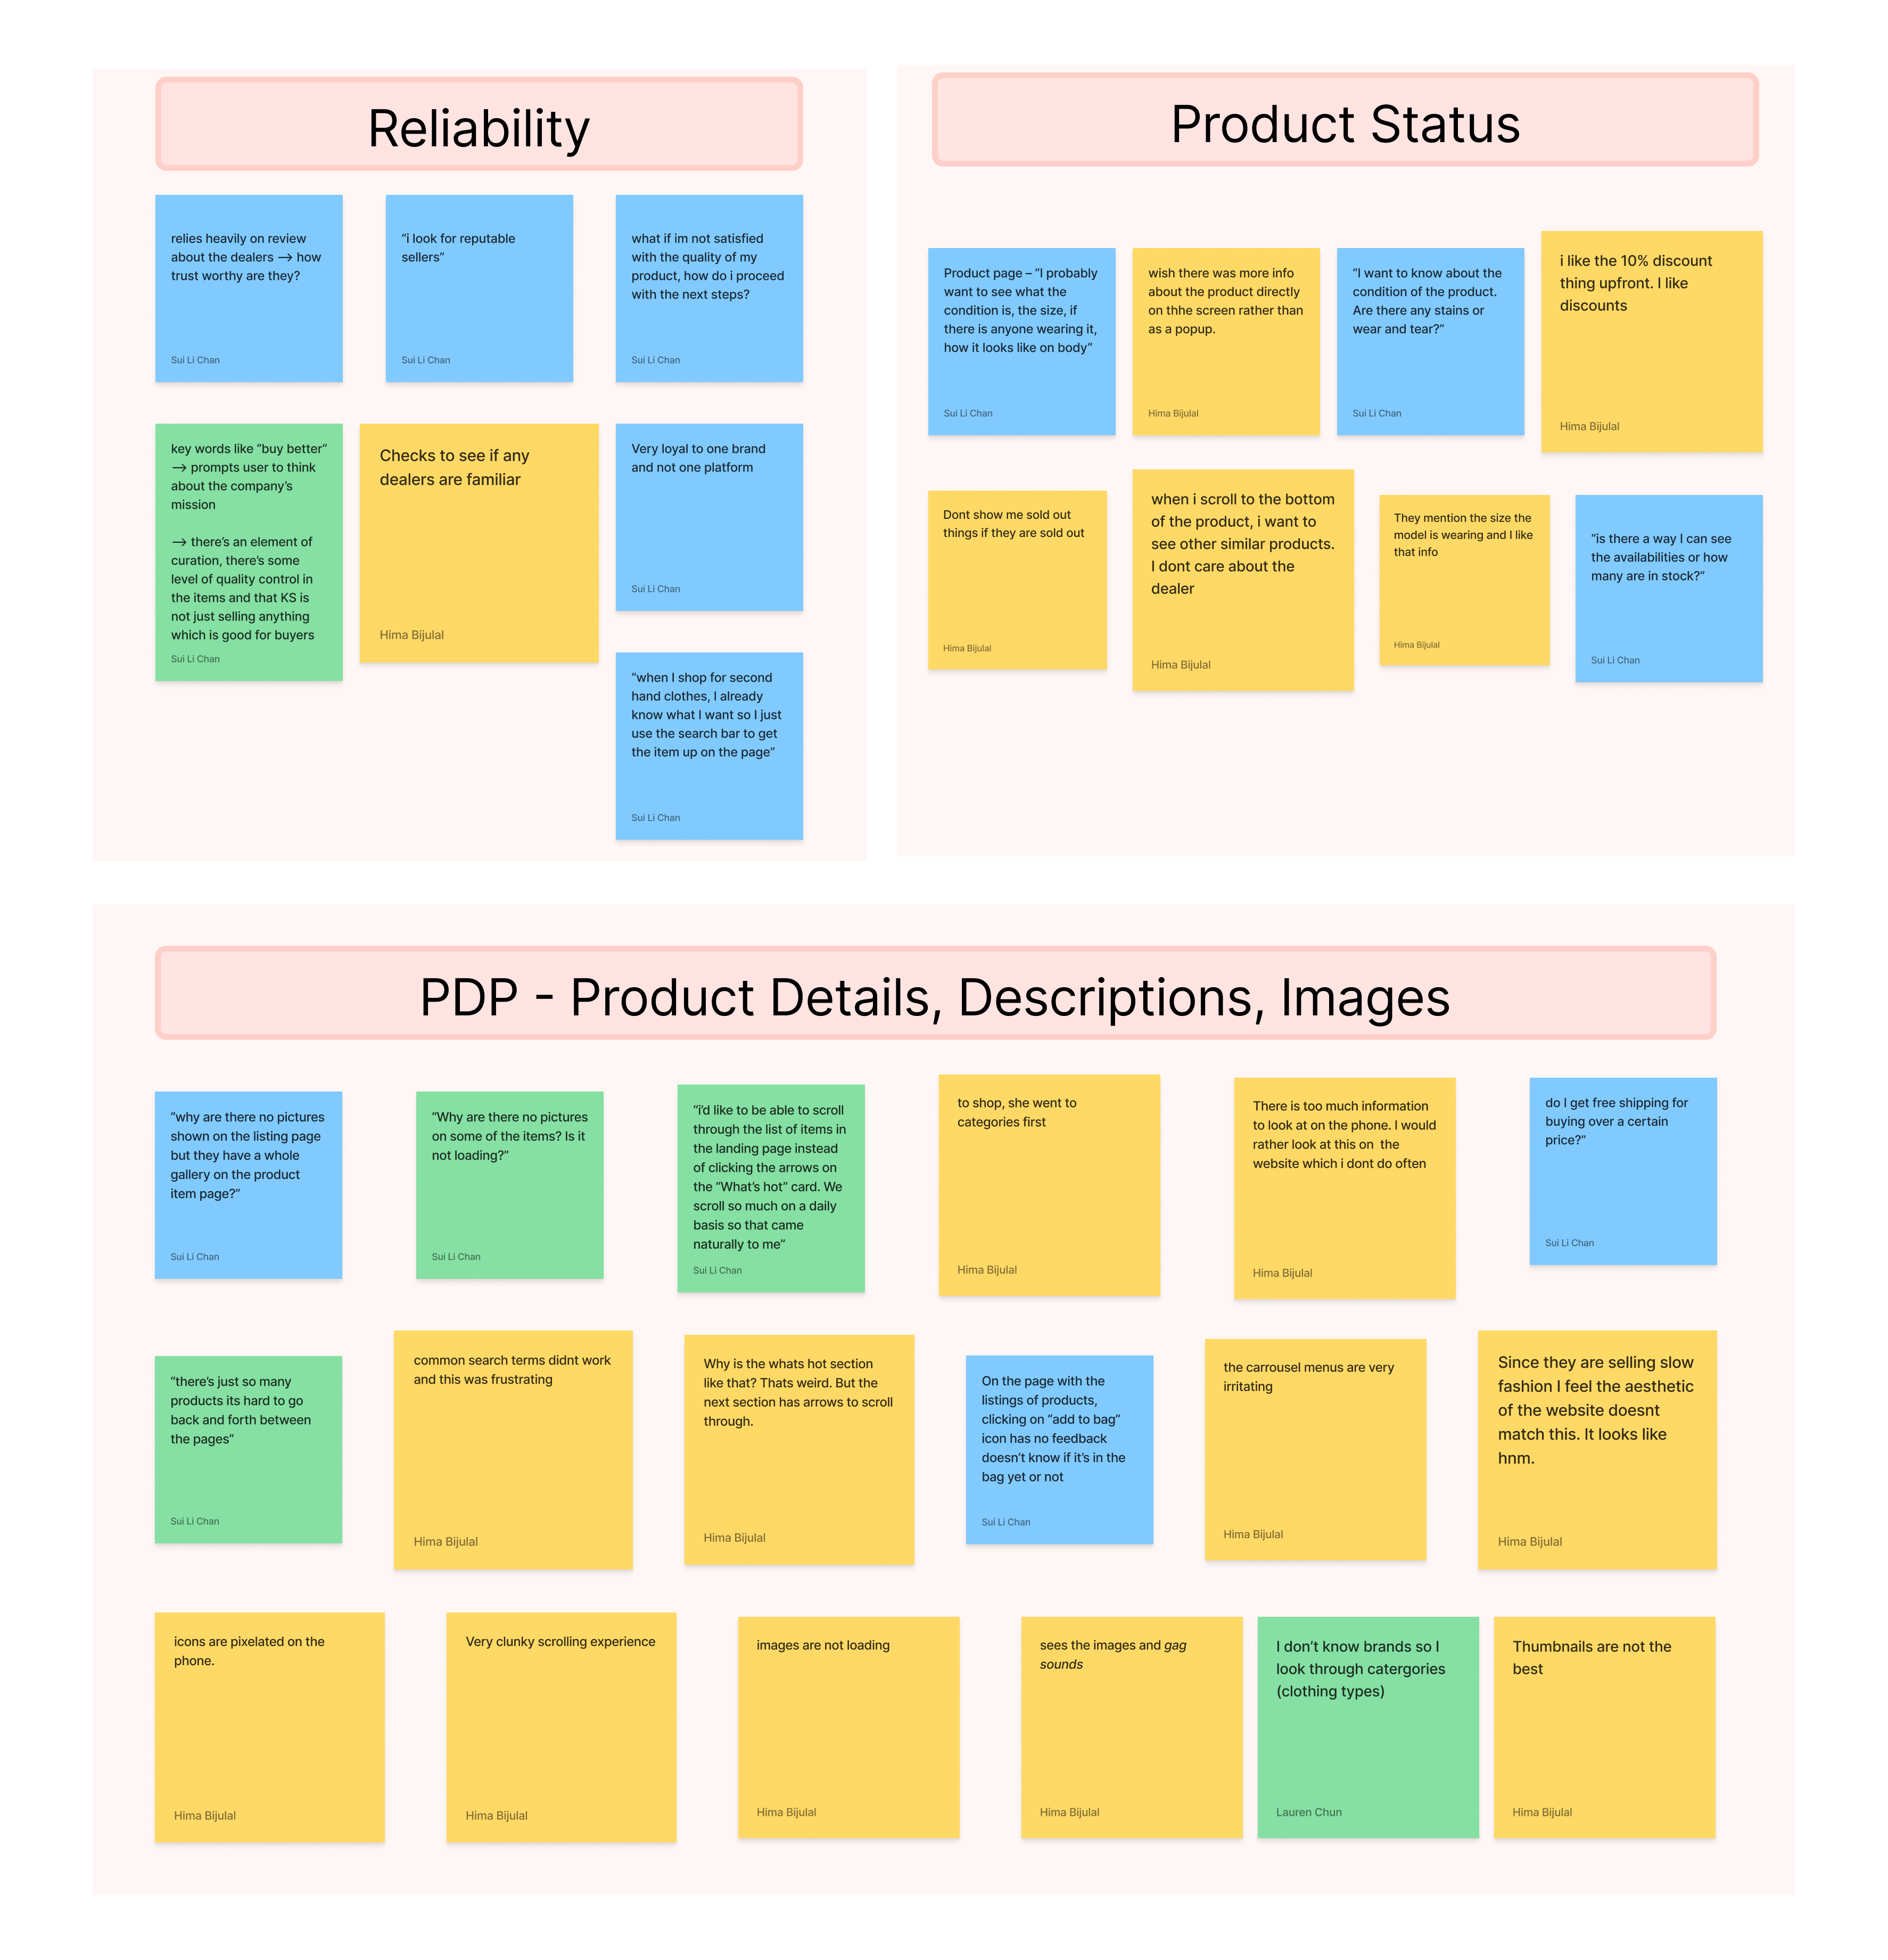 Reliability
relies heavily on review
about the dealers → how
trust worthy are they?
Sui Li Chan
“i look for reputable
sellers”
Sui Li Chan
what if im not satisfied
with the quality of my
product, how do i proceed
with the next steps?
Sui Li Chan
key words like “buy better”
→ prompts user to think
about the company’s
mission
→ there’s an element of
curation, there’s some
level of quality control in
the items and that KS is
not just selling anything
which is good for buyers
Sui Li Chan
Checks to see if any
dealers are familiar
Hima Bijulal
Very loyal to one brand
and not one platform
Sui Li Chan
“when I shop for second
hand clothes, I already
know what I want so I just
use the search bar to get
the item up on the page”
Sui Li Chan
Product Status
Product page – “I probably
want to see what the
condition is, the size, if
there is anyone wearing it,
how it looks like on body”
Sui Li Chan
wish there was more info
about the product directly
on thhe screen rather than
as a popup.
Hima Bijulal
“I want to know about the
condition of the product.
Are there any stains or
wear and tear?”
Sui Li Chan
i like the 10% discount
thing upfront. I like
discounts
Hima Bijulal
Dont show me sold out
things if they are sold out
Hima Bijulal
when i scroll to the bottom
of the product, i want to
see other similar products.
I dont care about the
dealer
Hima Bijulal
They mention the size the
model is wearing and I like
that info
Hima Bijulal
“is there a way I can see
the availabilities or how
many are in stock?”
Sui Li Chan
PDP - Product Details, Descriptions, Images
“why are there no pictures
shown on the listing page
but they have a whole
gallery on the product
item page?”
Sui Li Chan
“Why are there no pictures
on some of the items? Is it
not loading?”
Sui Li Chan
“i’d like to be able to scroll
through the list of items in
the landing page instead
of clicking the arrows on
the “What’s hot” card. We
scroll so much on a daily
basis so that came
naturally to me”
Sui Li Chan
to shop, she went to
categories first
Hima Bijulal
There is too much information
to look at on the phone. I would
rather look at this on the
website which i dont do often
Hima Bijulal
do I get free shipping for
buying over a certain
price?”
Sui Li Chan
“there’s just so many
products its hard to go
back and forth between
the pages”
Sui Li Chan
common search terms didnt work
and this was frustrating
Hima Bijulal
Why is the whats hot section
like that? Thats weird. But the
next section has arrows to scroll
through.
Hima Bijulal
On the page with the
listings of products,
clicking on “add to bag”
icon has no feedback
doesn’t know if it’s in the
bag yet or not
Sui Li Chan
the carrousel menus are very
irritating
Hima Bijulal
Since they are selling slow
fashion I feel the aesthetic
of the website doesnt
match this. It looks like
hnm.
Hima Bijulal
icons are pixelated on the
phone.
Hima Bijulal
Very clunky scrolling experience
Hima Bijulal
images are not loading
Hima Bijulal
sees the images and gag
sounds
Hima Bijulal
I don’t know brands so I
look through catergories
(clothing types)
Lauren Chun
Thumbnails are not the
best
Hima Bijulal